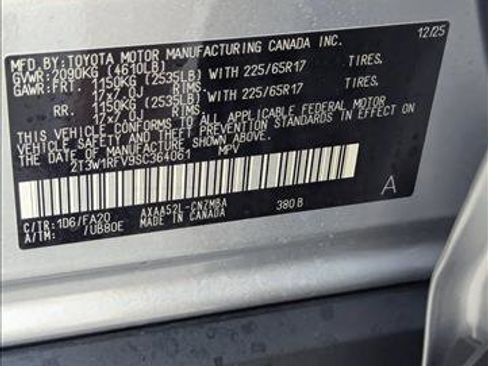 MFD.BY:TOYOTA MOTOR MANUFACTURING CANADA INC. 12/25
GVWR:2090KG (4610LB)
GAWR:FRT. 1150KG (2535LB) WITH 225/65R17 TIRES.
17x7.0J RIMS
RR. 1150KG (2535LB) WITH 225/65R17 TIRES.
17x7.0J RIMS
THIS VEHICLE CONFORMS TO ALL APPLICABLE FEDERAL MOTOR
VEHICLE SAFETY AND BUMPER STANDARDS IN EFFECT ON
THE DATE OF MANUFACTURE SHOWN ABOVE.
2T3W1RFV9SC364061 MPV
A
C/TR:1D6/FA20 AXAA52L-CNZMBA 380B
A/TM: /UB80E MADE IN CANADA